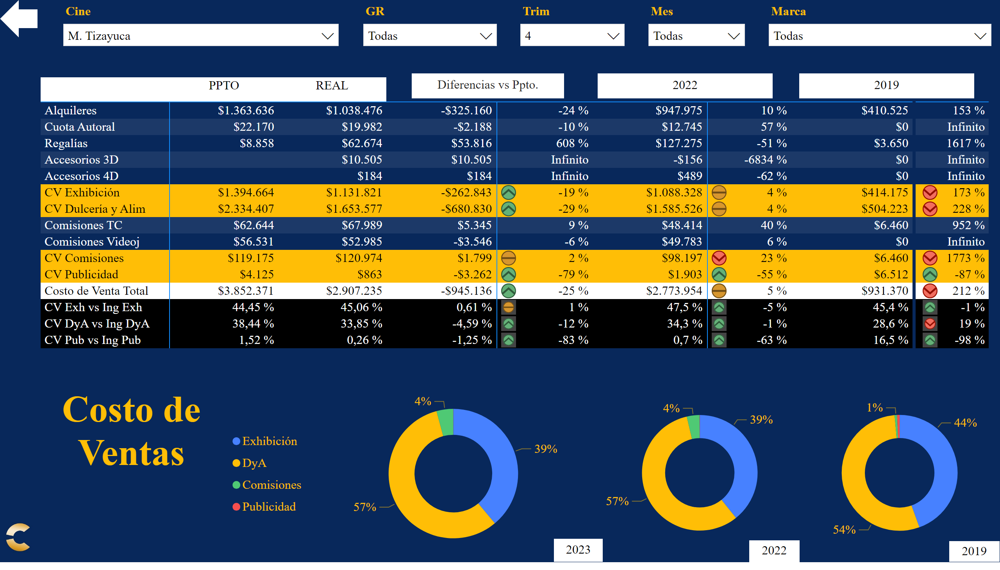 Cine GR Trim Mes Marca
M. Tizayuca Todas 4 Todas Todas
PPTO REAL Diferencias vs Ppto. 2022 2019
Alquileres $1.363.636 $1.038.476 -$325.160 -24 % $947.975 10 % $410.525 153 %
Cuota Autoral $22.170 $19.982 -$2.188 -10 % $12.745 57 % $0 Infinito
Regalías $8.858 $62.674 $53.816 608 % $127.275 -51 % $3.650 1617 %
Accesorios 3D $10.505 $10.505 Infinito -$156 -6834 % $0 Infinito
Accesorios 4D $184 $184 Infinito $489 -62 % $0 Infinito
CV Exhibición $1.394.664 $1.131.821 -$262.843 -19 % $1.088.328 4 % $414.175 173 %
CV Dulcería y Alim $2.334.407 $1.653.577 -$680.830 -29 % $1.585.526 4 % $504.223 228 %
Comisiones TC $62.644 $67.989 $5.345 9 % $48.414 40 % $6.460 952 %
Comisiones Videoj $56.531 $52.985 -$3.546 -6 % $49.783 6 % $0 Infinito
CV Comisiones $119.175 $120.974 $1.799 2 % $98.197 23 % $6.460 1773 %
CV Publicidad $4.125 $863 -$3.262 -79 % $1.903 -55 % $6.512 -87 %
Costo de Venta Total $3.852.371 $2.907.235 -$945.136 -25 % $2.773.954 5 % $931.370 212 %
CV Exh vs Ing Exh 44,45 % 45,06 % 0,61 % 1 % 47,5 % -5 % 45,4 % -1 %
CV DyA vs Ing DyA 38,44 % 33,85 % -4,59 % -12 % 34,3 % -1 % 28,6 % 19 %
CV Pub vs Ing Pub 1,52 % 0,26 % -1,25 % -83 % 0,7 % -63 % 16,5 % -98 %
Costo de
Ventas
Exhibición
DyA
Comisiones
Publicidad
4%
39%
57%
2023
4%
39%
57%
2022
1%
44%
54%
2019